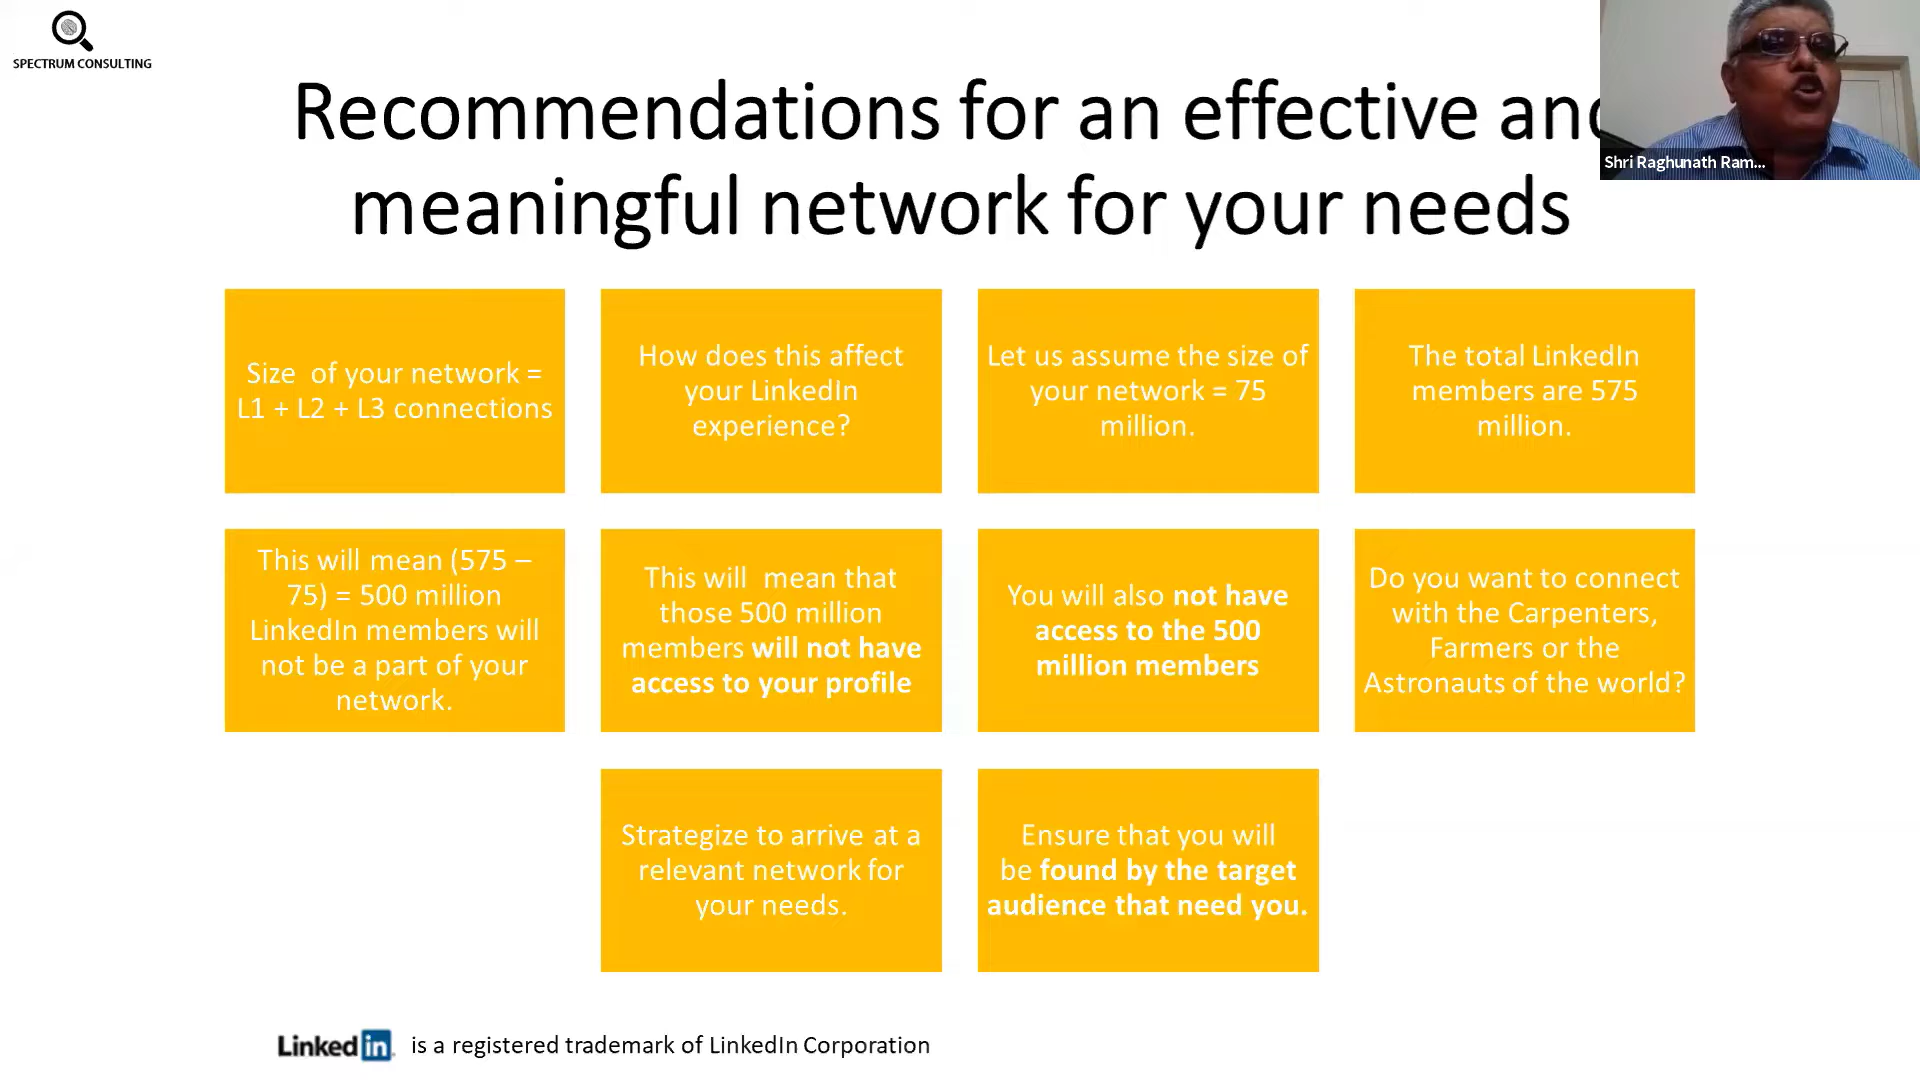 SPECTRUM CONSULTING
Recommendations for an effective and
meaningful network for your needs
Shri Raghunath Ram...
Size of your network =
L1 + L2 + L3 connections
How does this affect
your LinkedIn
experience?
Let us assume the size of
your network = 75
million.
The total LinkedIn
members are 575
million.
This will mean (575 –
75) = 500 million
LinkedIn members will
not be a part of your
network.
This will mean that
those 500 million
members will not have
access to your profile
You will also not have
access to the 500
million members
Do you want to connect
with the Carpenters,
Farmers or the
Astronauts of the world?
Strategize to arrive at a
relevant network for
your needs.
Ensure that you will
be found by the target
audience that need you.
Linked in is a registered trademark of LinkedIn Corporation